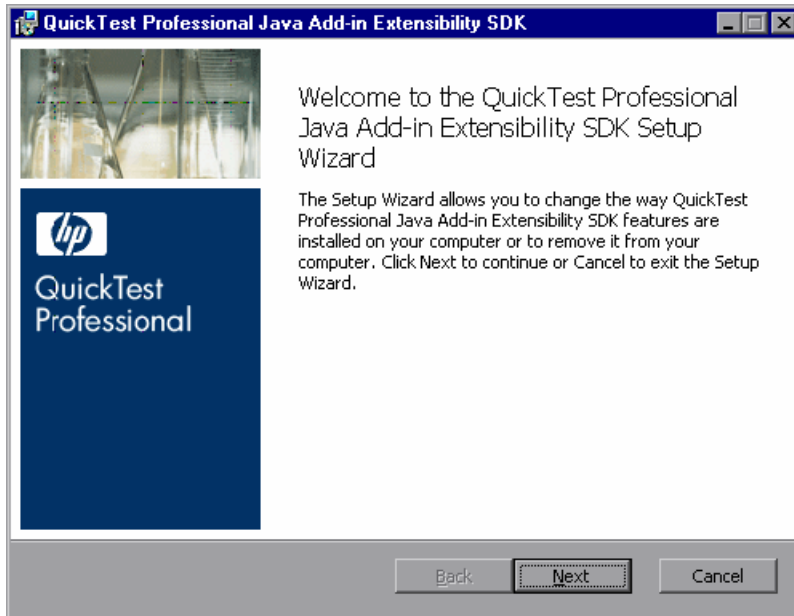 QuickTest Professional Java Add-in Extensibility SDK
Welcome to the QuickTest Professional
Java Add-in Extensibility SDK Setup
Wizard
The Setup Wizard allows you to change the way QuickTest
Professional Java Add-in Extensibility SDK features are
installed on your computer or to remove it from your
computer. Click Next to continue or Cancel to exit the Setup
Wizard.
hp
QuickTest
Professional
Back
Next
Cancel